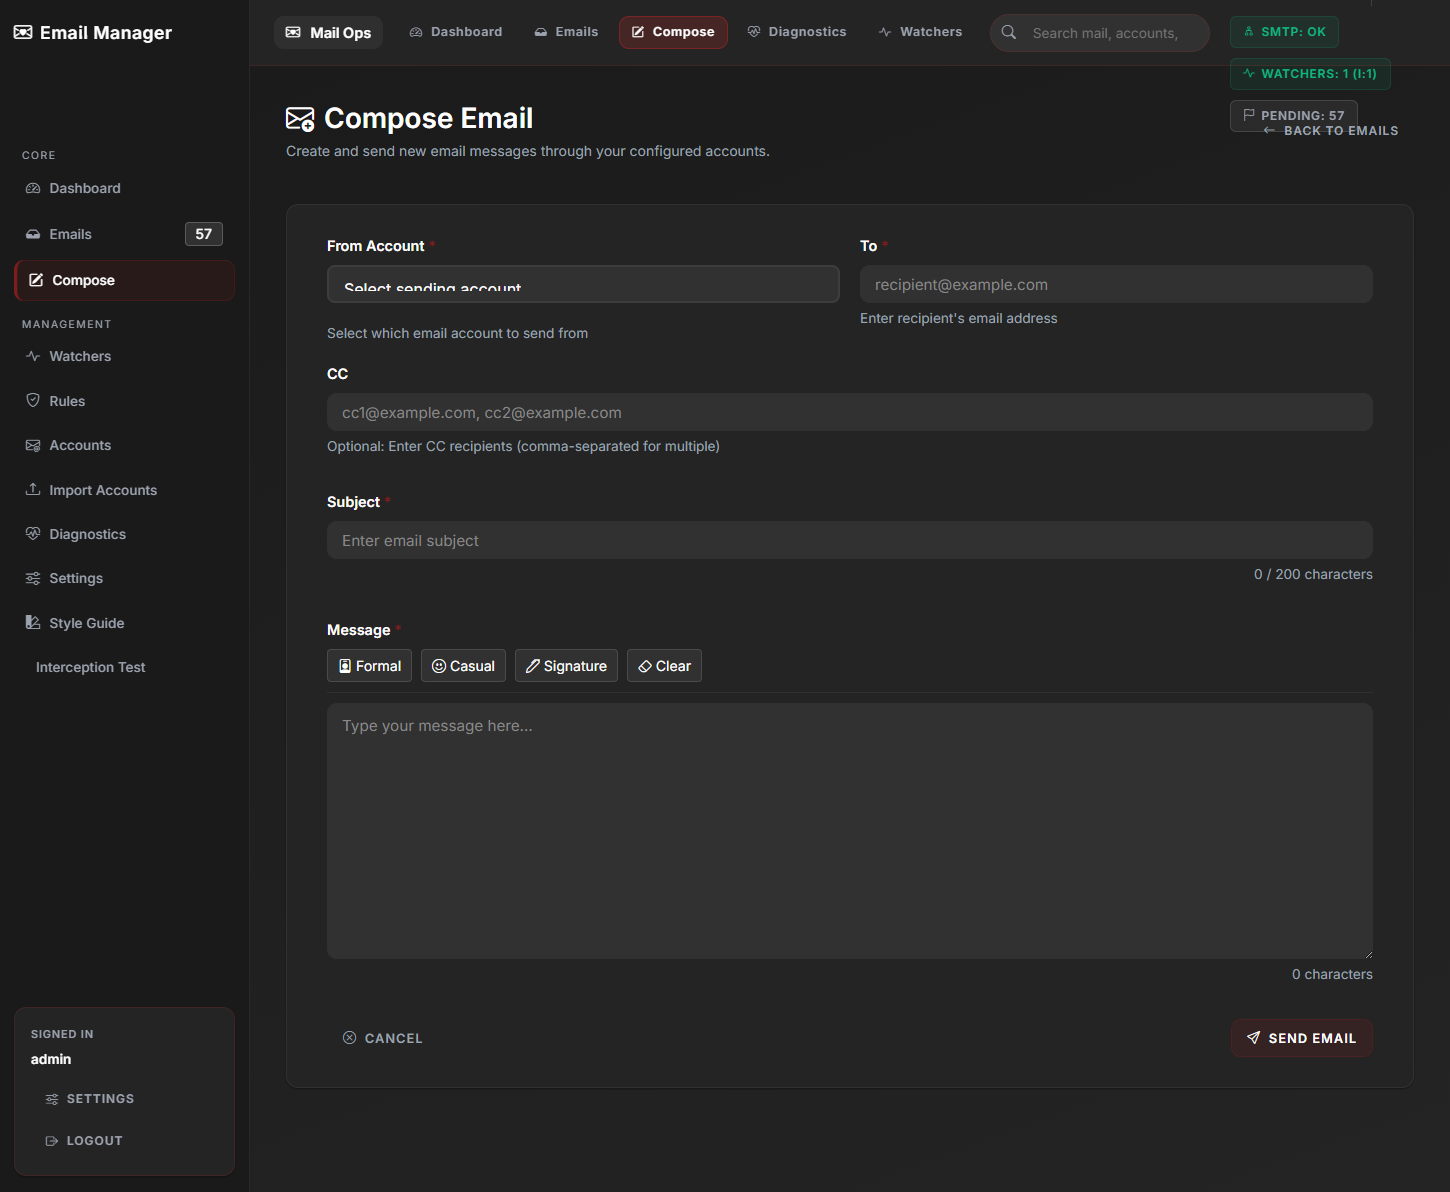 Email Manager
Mail Ops
Dashboard
Emails
Compose
Diagnostics
Watchers
Search mail, accounts,
SMTP: OK
WATCHERS: 1 (I:1)
PENDING: 57
BACK TO EMAILS
CORE
Dashboard
Emails
57
Compose
MANAGEMENT
Watchers
Rules
Accounts
Import Accounts
Diagnostics
Settings
Style Guide
Interception Test
SIGNED IN
admin
SETTINGS
LOGOUT
Compose Email
Create and send new email messages through your configured accounts.
From Account *
Select sending account
Select which email account to send from
To *
recipient@example.com
Enter recipient's email address
CC
cc1@example.com, cc2@example.com
Optional: Enter CC recipients (comma-separated for multiple)
Subject *
Enter email subject
0 / 200 characters
Message *
Formal
Casual
Signature
Clear
Type your message here...
0 characters
CANCEL
SEND EMAIL